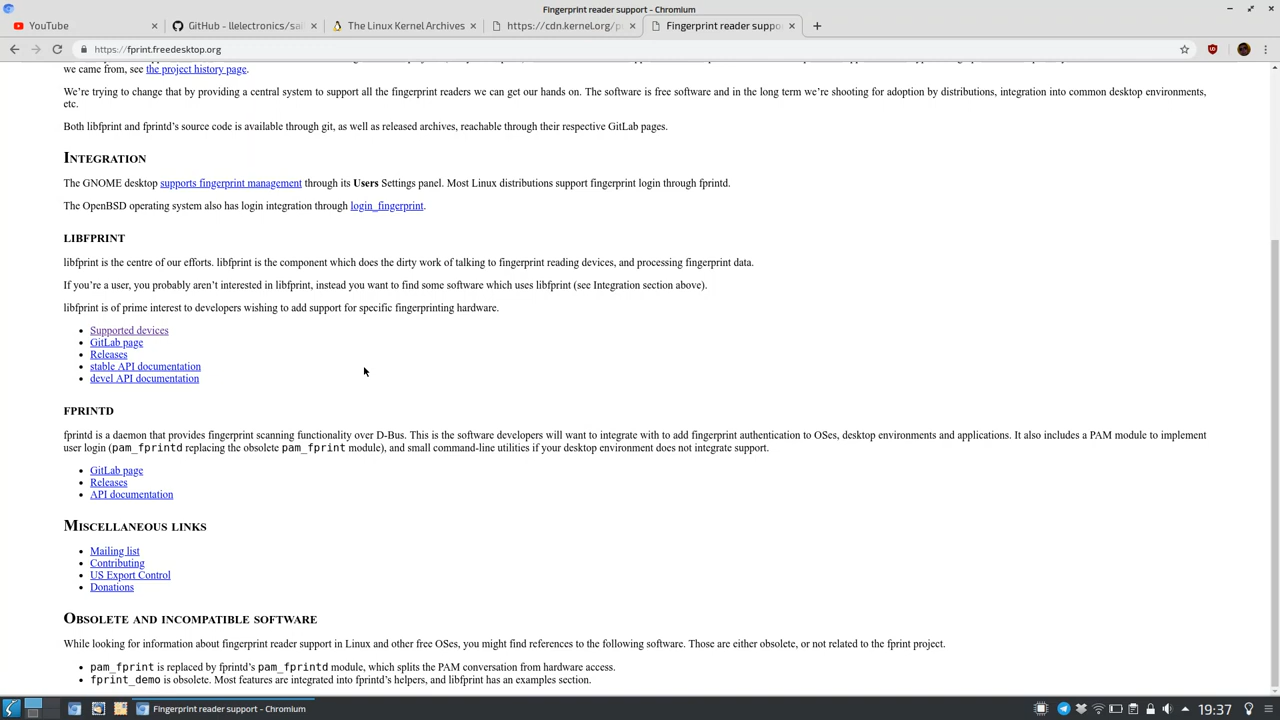 Fingerprint reader support - Chromium
YouTube
GitHub - llelectronics/sai
The Linux Kernel Archives
https://cdn.kernel.org/p
Fingerprint reader suppo
https://fprint.freedesktop.org
we came from, see the project history page.
We’re trying to change that by providing a central system to support all the fingerprint readers we can get our hands on. The software is free software and in the long term we’re shooting for adoption by distributions, integration into common desktop environments,
etc.
Both libfprint and fprintd’s source code is available through git, as well as released archives, reachable through their respective GitLab pages.
Integration
The GNOME desktop supports fingerprint management through its Users Settings panel. Most Linux distributions support fingerprint login through fprintd.
The OpenBSD operating system also has login integration through login_fingerprint.
libfprint
libfprint is the centre of our efforts. libfprint is the component which does the dirty work of talking to fingerprint reading devices, and processing fingerprint data.
If you’re a user, you probably aren’t interested in libfprint, instead you want to find some software which uses libfprint (see Integration section above).
libfprint is of prime interest to developers wishing to add support for specific fingerprinting hardware.
• Supported devices
• GitLab page
• Releases
• stable API documentation
• devel API documentation
fprintd
fprintd is a daemon that provides fingerprint scanning functionality over D-Bus. This is the software developers will want to integrate with to add fingerprint authentication to OSes, desktop environments and applications. It also includes a PAM module to implement
user login (pam_fprintd replacing the obsolete pam_fprint module), and small command-line utilities if your desktop environment does not integrate support.
• GitLab page
• Releases
• API documentation
Miscellaneous links
• Mailing list
• Contributing
• US Export Control
• Donations
Obsolete and incompatible software
While looking for information about fingerprint reader support in Linux and other free OSes, you might find references to the following software. Those are either obsolete, or not related to the fprint project.
• pam_fprint is replaced by fprintd’s pam_fprintd module, which splits the PAM conversation from hardware access.
• fprint_demo is obsolete. Most features are integrated into fprintd’s helpers, and libfprint has an examples section.
Fingerprint reader support - Chromium
19:37